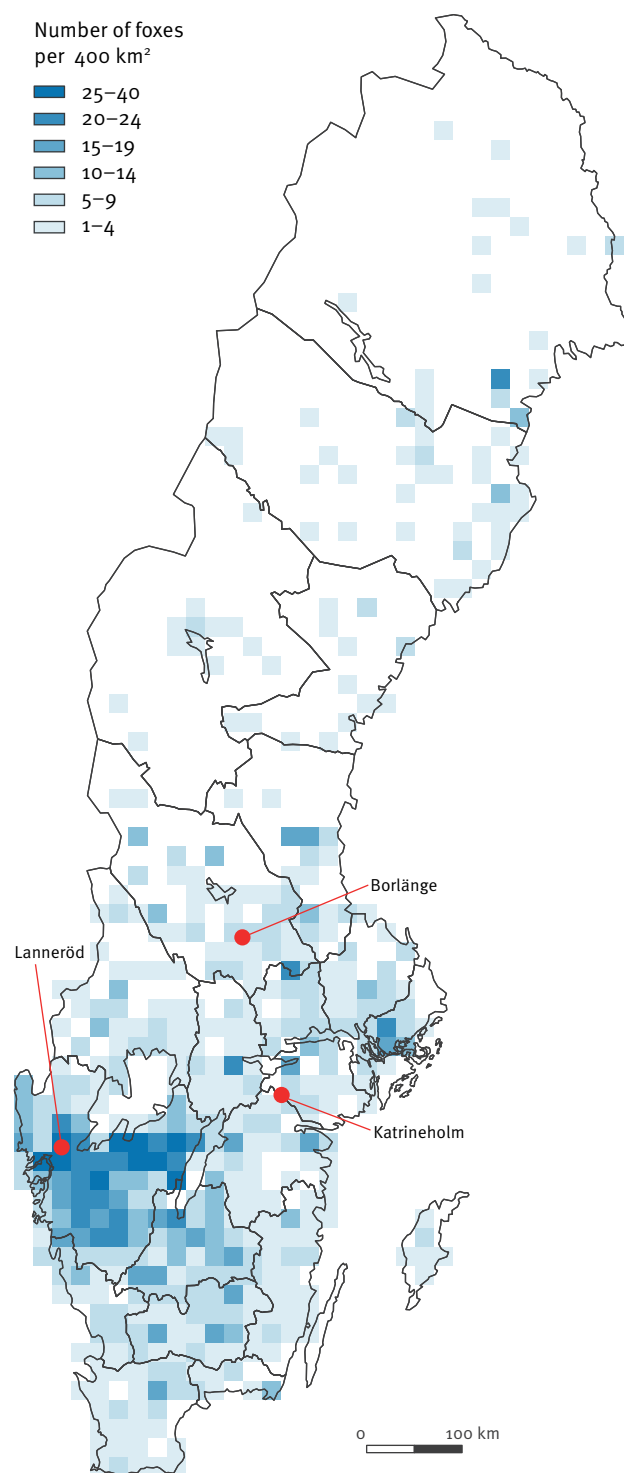 Number of foxes
per 400 km²
25–40
20–24
15–19
10–14
5–9
1–4
Borlänge
Lanneröd
Katrineholm
0 100 km